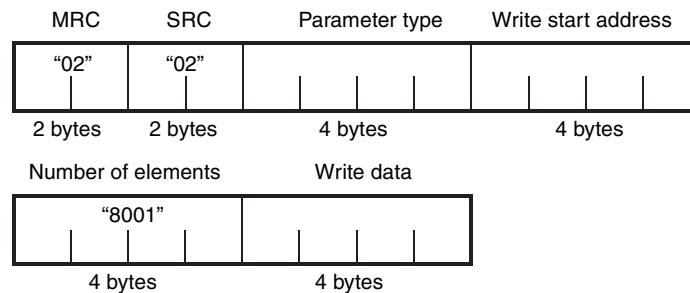 MRC SRC Parameter type Write start address
“02” “02”
2 bytes 2 bytes 4 bytes 4 bytes
Number of elements Write data
“8001”
4 bytes 4 bytes